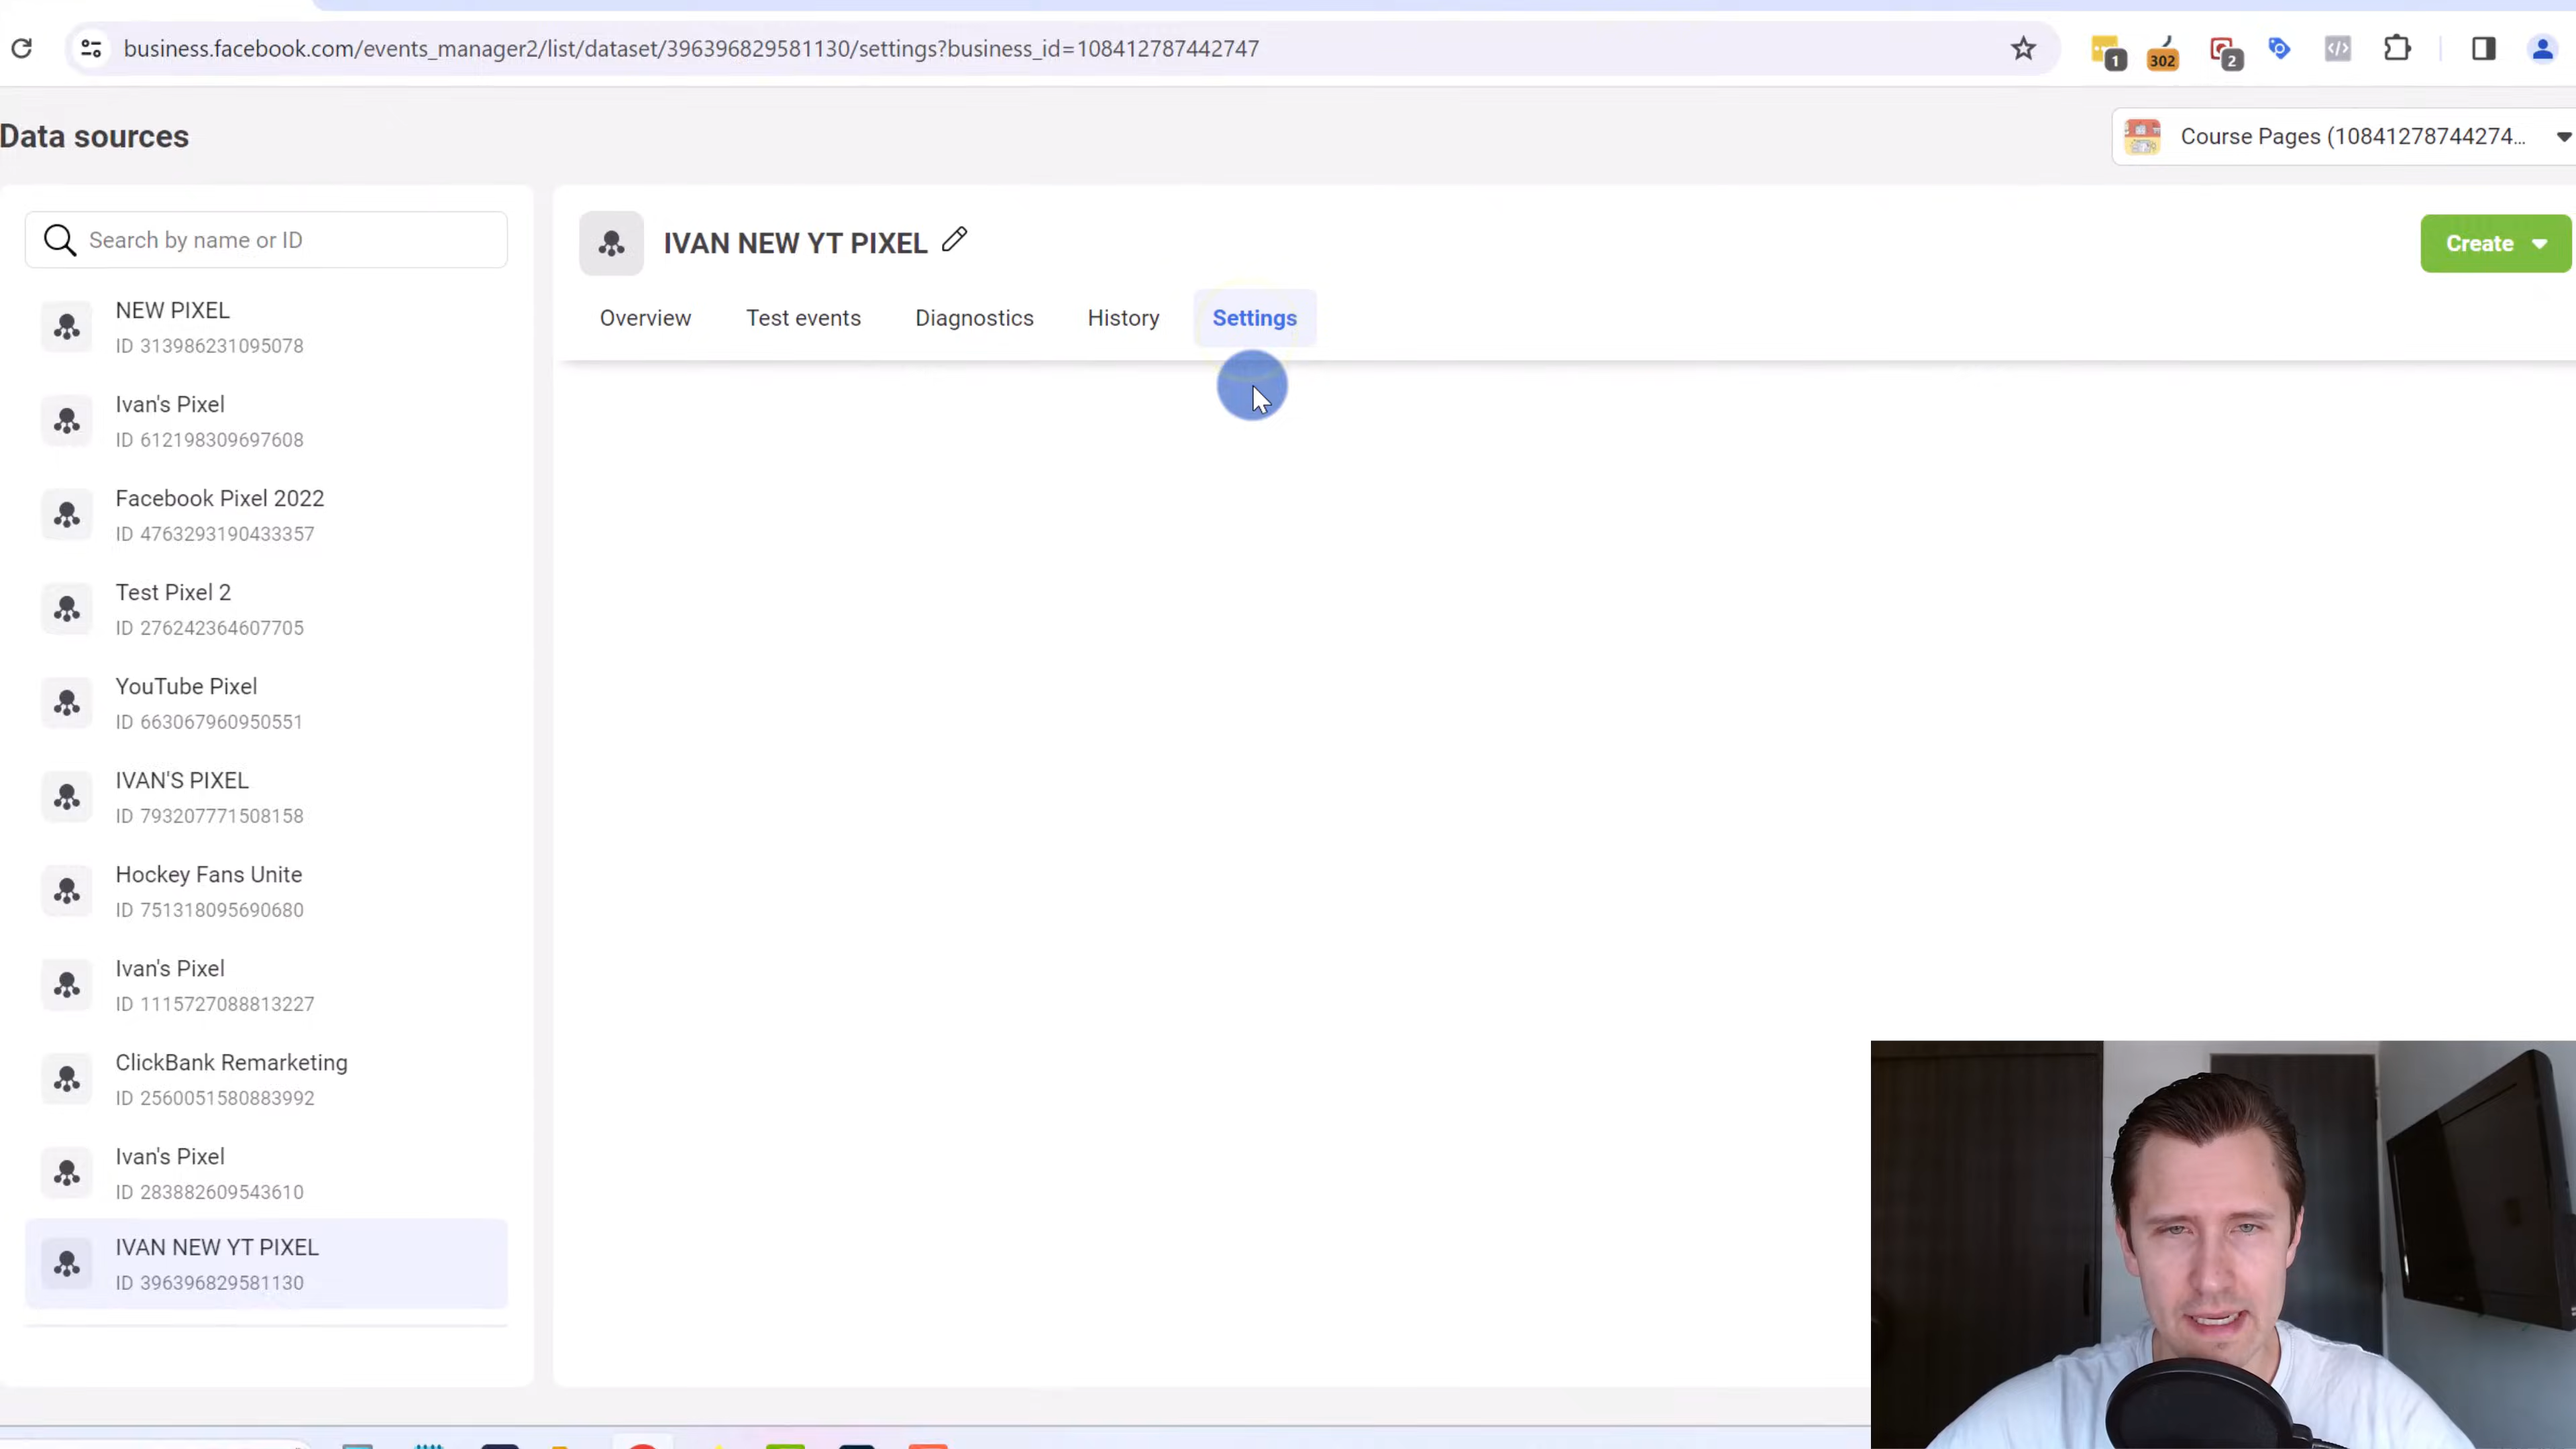 business.facebook.com/events_manager2/list/dataset/396396829581130/settings?business_id=108412787442747
1
302
2
Data sources
Course Pages (10841278744274...
Search by name or ID
NEW PIXEL
ID 313986231095078
Ivan's Pixel
ID 612198309697608
Facebook Pixel 2022
ID 4763293190433357
Test Pixel 2
ID 276242364607705
YouTube Pixel
ID 663067960950551
IVAN'S PIXEL
ID 793207771508158
Hockey Fans Unite
ID 751318095690680
Ivan's Pixel
ID 1115727088813227
ClickBank Remarketing
ID 2560051580883992
Ivan's Pixel
ID 283882609543610
IVAN NEW YT PIXEL
ID 396396829581130
IVAN NEW YT PIXEL
Create
Overview
Test events
Diagnostics
History
Settings